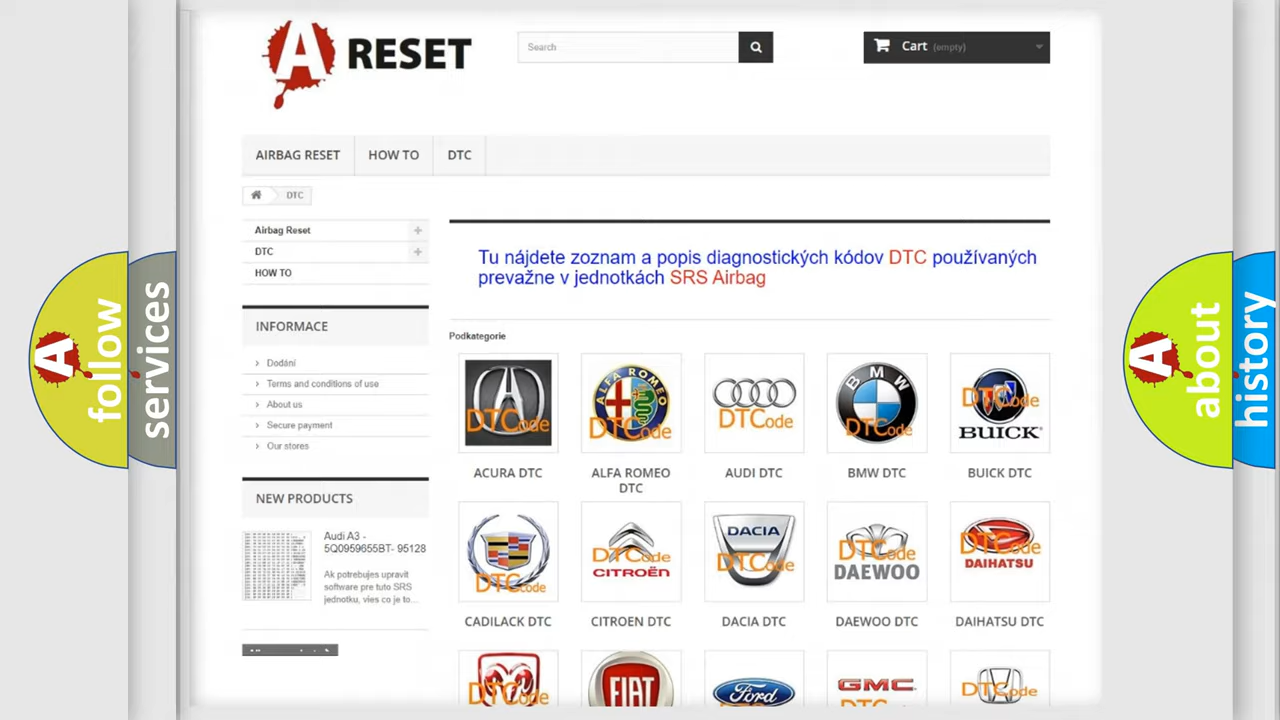 A RESET
Search
Cart (empty)
AIRBAG RESET
HOW TO
DTC
DTC
Airbag Reset
DTC
HOW TO
Tu nájdete zoznam a popis diagnostických kódov DTC používaných
prevažne v jednotkách SRS Airbag
INFORMACE
Dodání
Terms and conditions of use
About us
Secure payment
Our stores
NEW PRODUCTS
Audi A3 -
5Q0959655BT- 95128
Ak potrebujes upravit
software pre tuto SRS
jednotku, vies co je to...
Podkategorie
DTCode
ALFA ROMEO
DTCode
DTCode
BMW
DTCode
DTCode
BUICK
ACURA DTC
ALFA ROMEO
DTC
AUDI DTC
BMW DTC
BUICK DTC
DTCode
DTCode
CITROËN
DACIA
DTCode
DTCode
DAEWOO
DTCode
DAIHATSU
CADILACK DTC
CITROEN DTC
DACIA DTC
DAEWOO DTC
DAIHATSU DTC
DTCode
FIAT
Ford
GMC
DTCode
A follow
services
A about
history